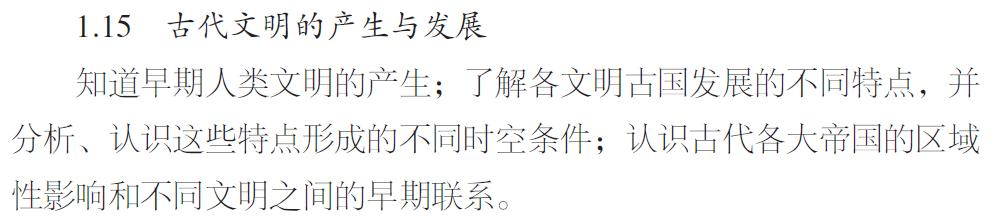 1.15 古代文明的产生与发展
知道早期人类文明的产生；了解各文明古国发展的不同特点，并
分析、认识这些特点形成的不同时空条件；认识古代各大帝国的区域
性影响和不同文明之间的早期联系。